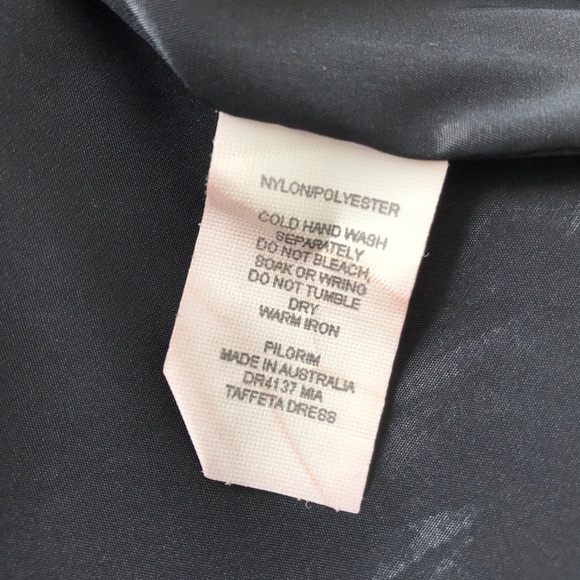 NYLON/POLYESTER
COLD HAND WASH
SEPARATELY
DO NOT BLEACH,
SOAK OR WRING
DO NOT TUMBLE
DRY
WARM IRON
PILGRIM
MADE IN AUSTRALIA
DR4137 MIA
TAFFETA DRESS